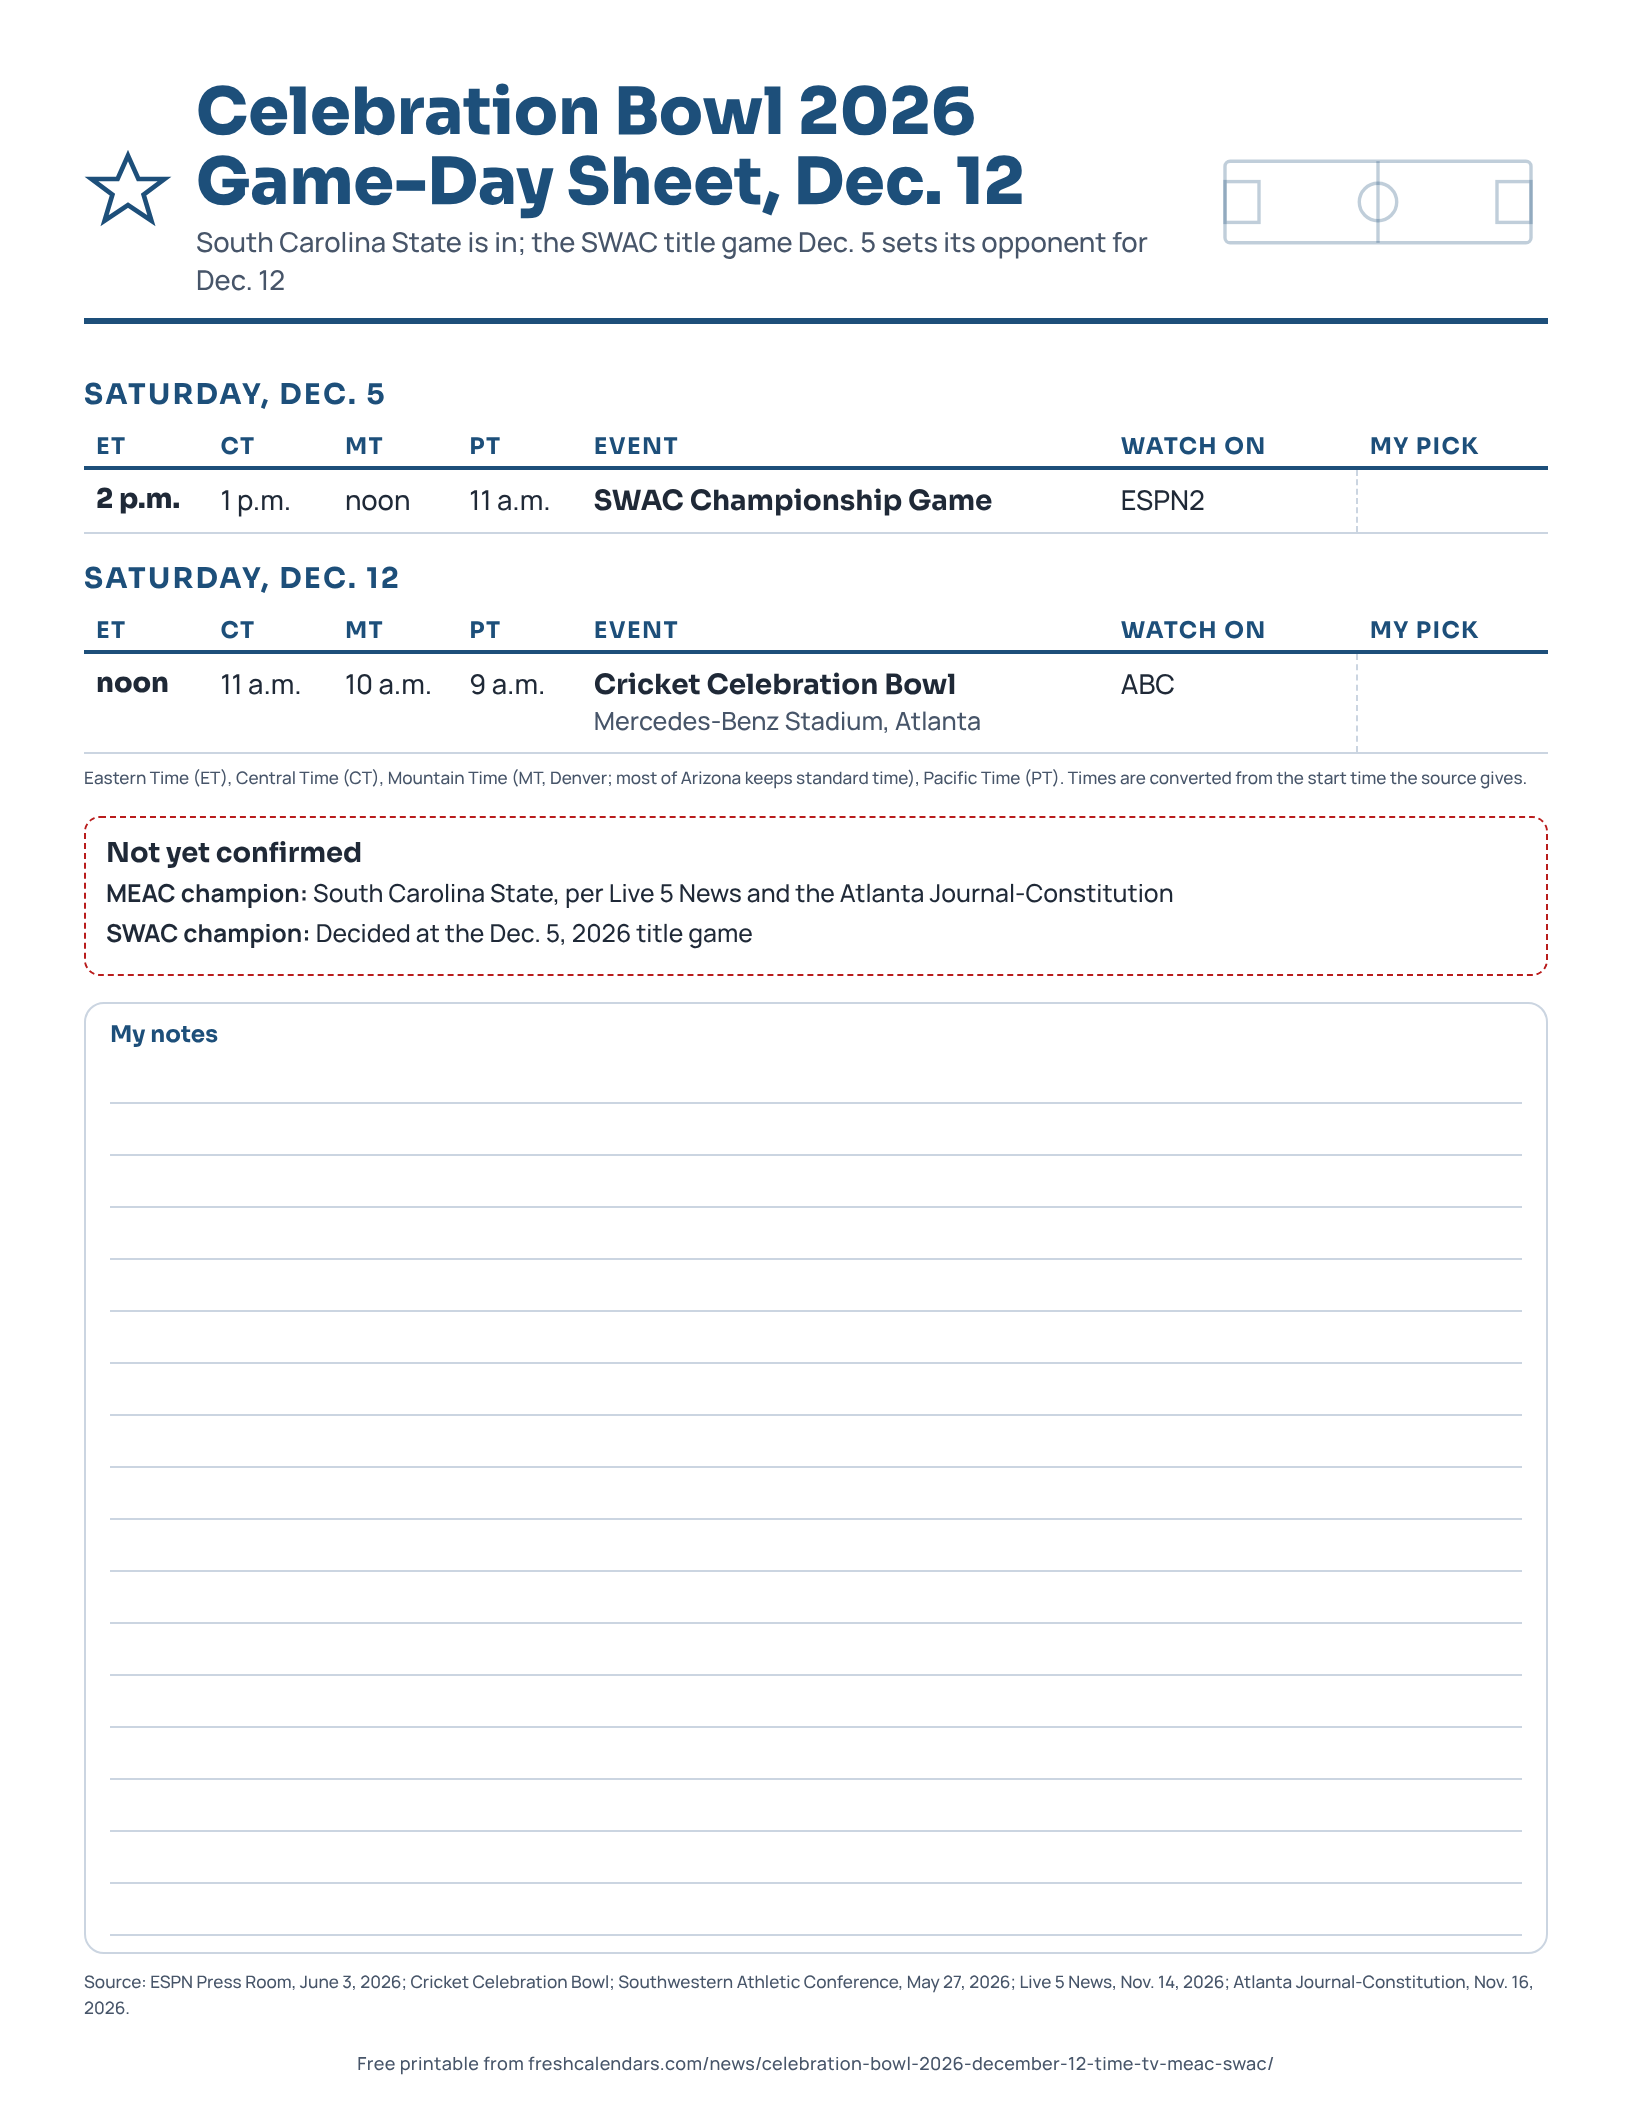 Celebration Bowl 2026
Game-Day Sheet, Dec. 12
South Carolina State is in; the SWAC title game Dec. 5 sets its opponent for
Dec. 12
SATURDAY, DEC. 5
ET CT MT PT EVENT WATCH ON MY PICK
2 p.m. 1 p.m. noon 11 a.m. SWAC Championship Game ESPN2
SATURDAY, DEC. 12
ET CT MT PT EVENT WATCH ON MY PICK
noon 11 a.m. 10 a.m. 9 a.m. Cricket Celebration Bowl ABC
Mercedes-Benz Stadium, Atlanta
Eastern Time (ET), Central Time (CT), Mountain Time (MT, Denver; most of Arizona keeps standard time), Pacific Time (PT). Times are converted from the start time the source gives.
Not yet confirmed
MEAC champion: South Carolina State, per Live 5 News and the Atlanta Journal-Constitution
SWAC champion: Decided at the Dec. 5, 2026 title game
My notes
Source: ESPN Press Room, June 3, 2026; Cricket Celebration Bowl; Southwestern Athletic Conference, May 27, 2026; Live 5 News, Nov. 14, 2026; Atlanta Journal-Constitution, Nov. 16,
2026.
Free printable from freshcalendars.com/news/celebration-bowl-2026-december-12-time-tv-meac-swac/